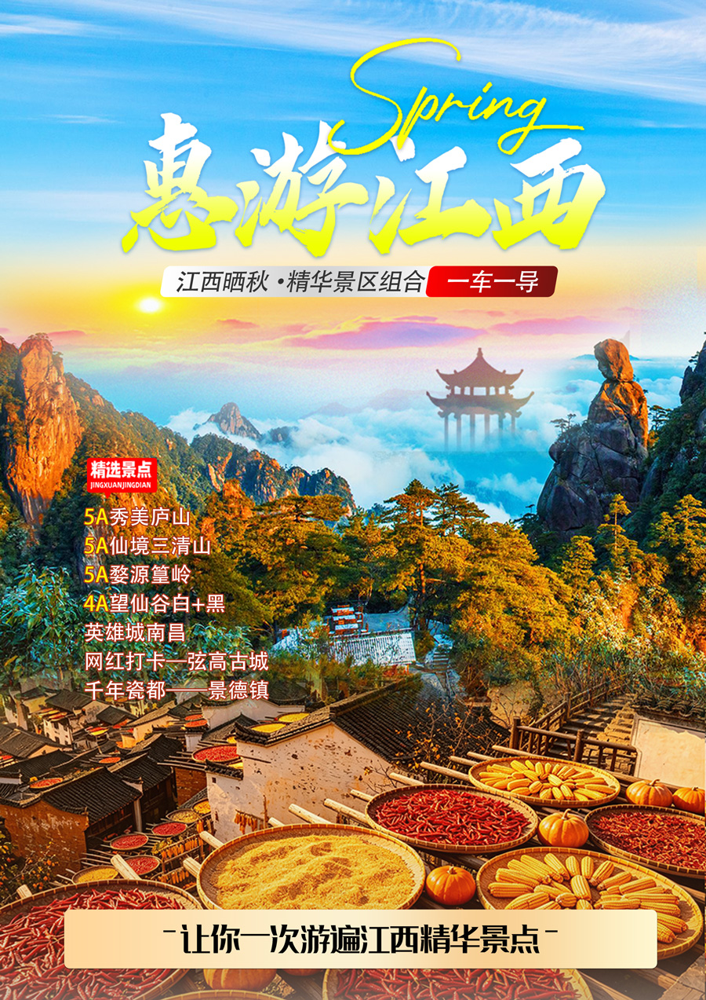 Spring
惠游江西
江西晒秋·精华景区组合 一车一导
精选景点
JINGXUANJINGDIAN
5A秀美庐山
5A仙境三清山
5A婺源篁岭
4A望仙谷白+黑
英雄城南昌
网红打卡—弦高古城
千年瓷都——景德镇
-让你一次游遍江西精华景点-